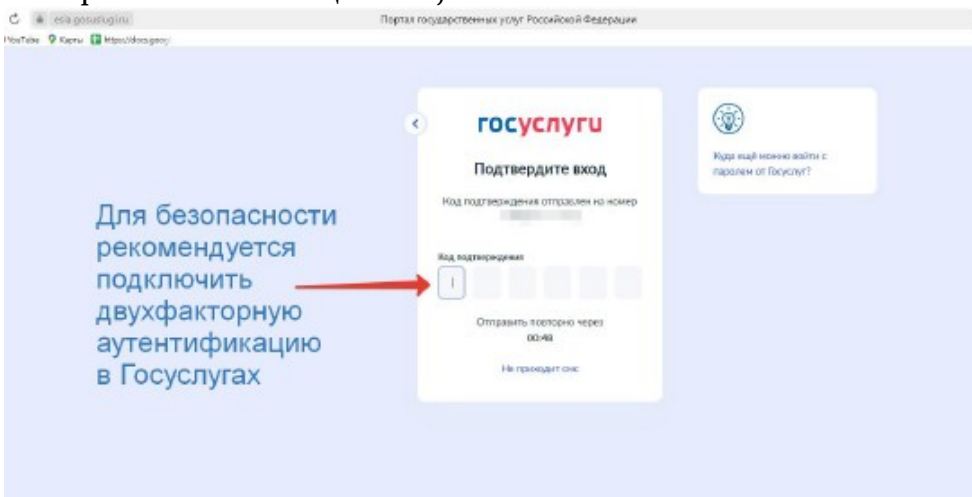 esia.gosuslugi.ru
Портал государственных услуг Российской Федерации
YouTube Карты
госуслуги
Подтвердите вход
Код подтверждения отправлен на номер
Код подтверждения
Отправить повторно через
00:48
Не приходит смс
Куда ещё можно войти с
паролем от Госуслуг?
Для безопасности
рекомендуется
подключить
двухфакторную
аутентификацию
в Госуслугах